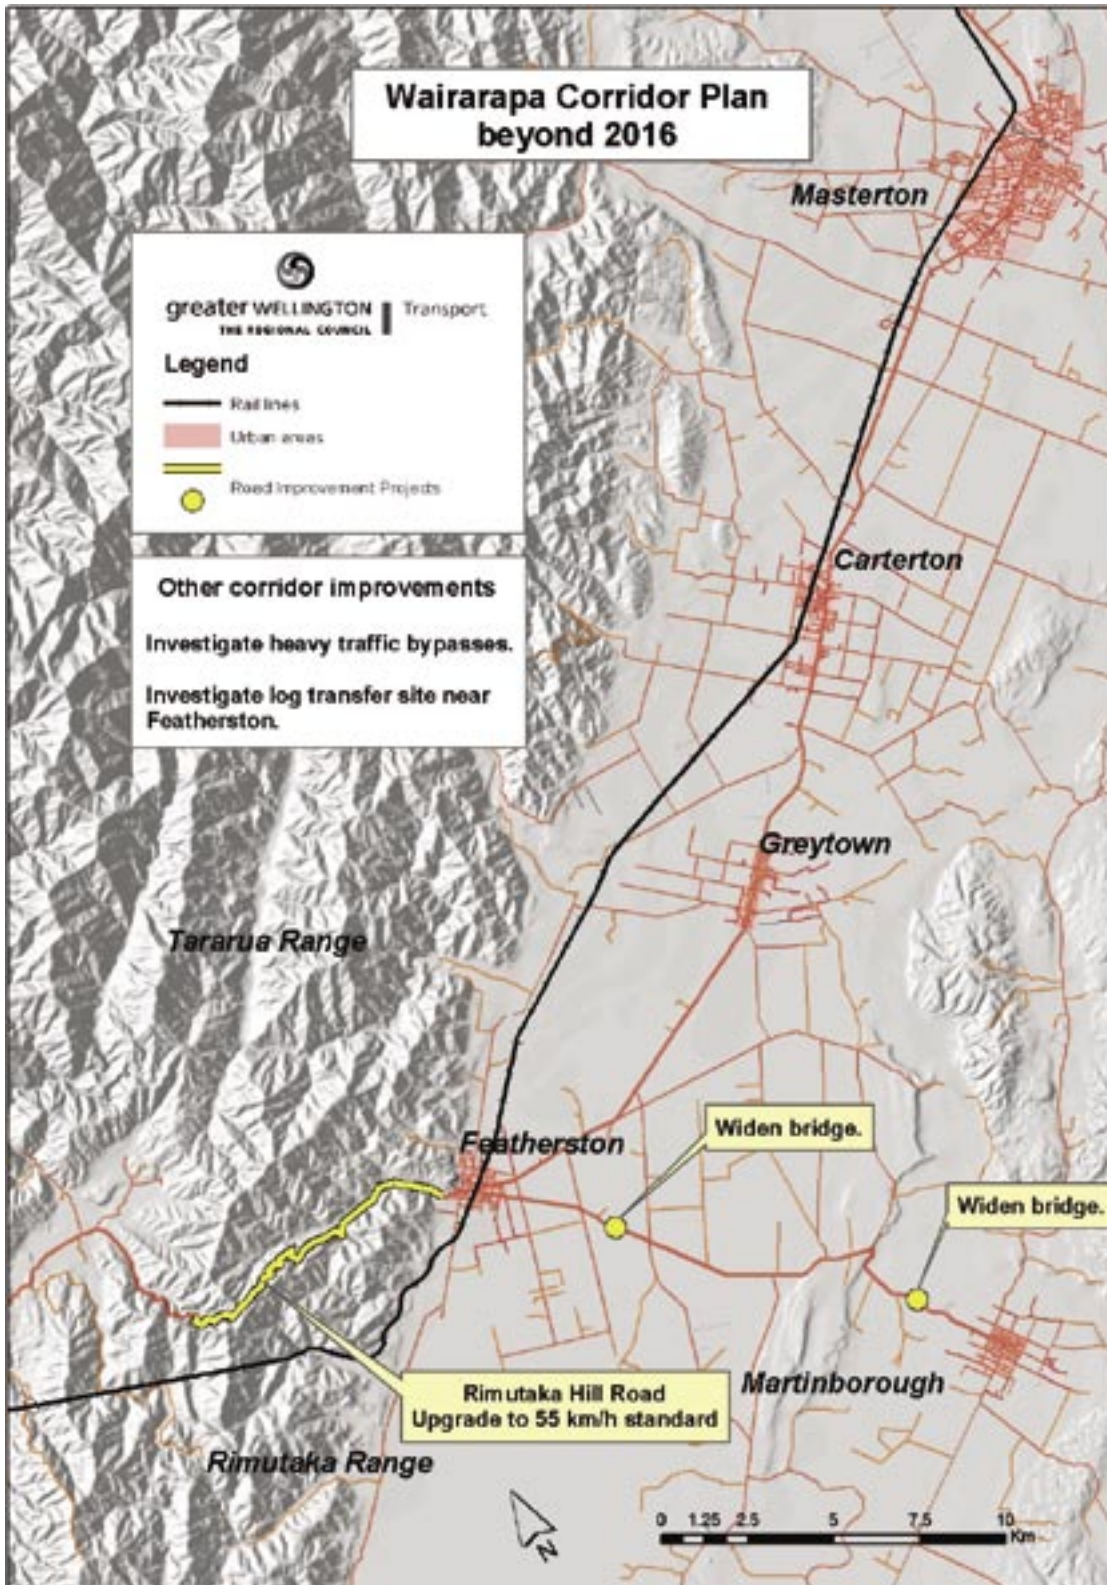 Wairarapa Corridor Plan
beyond 2016
Masterton
greater WELLINGTON
THE REGIONAL COUNCIL
Transport
Legend
Rail lines
Urban areas
Road Improvement Projects
Carterton
Other corridor improvements
Investigate heavy traffic bypasses.
Investigate log transfer site near
Featherston.
Greytown
Tararua Range
Featherston
Widen bridge.
Widen bridge.
Rimutaka Hill Road
Upgrade to 55 km/h standard
Martinborough
Rimutaka Range
N
0 1.25 2.5 5 7.5 10
Km